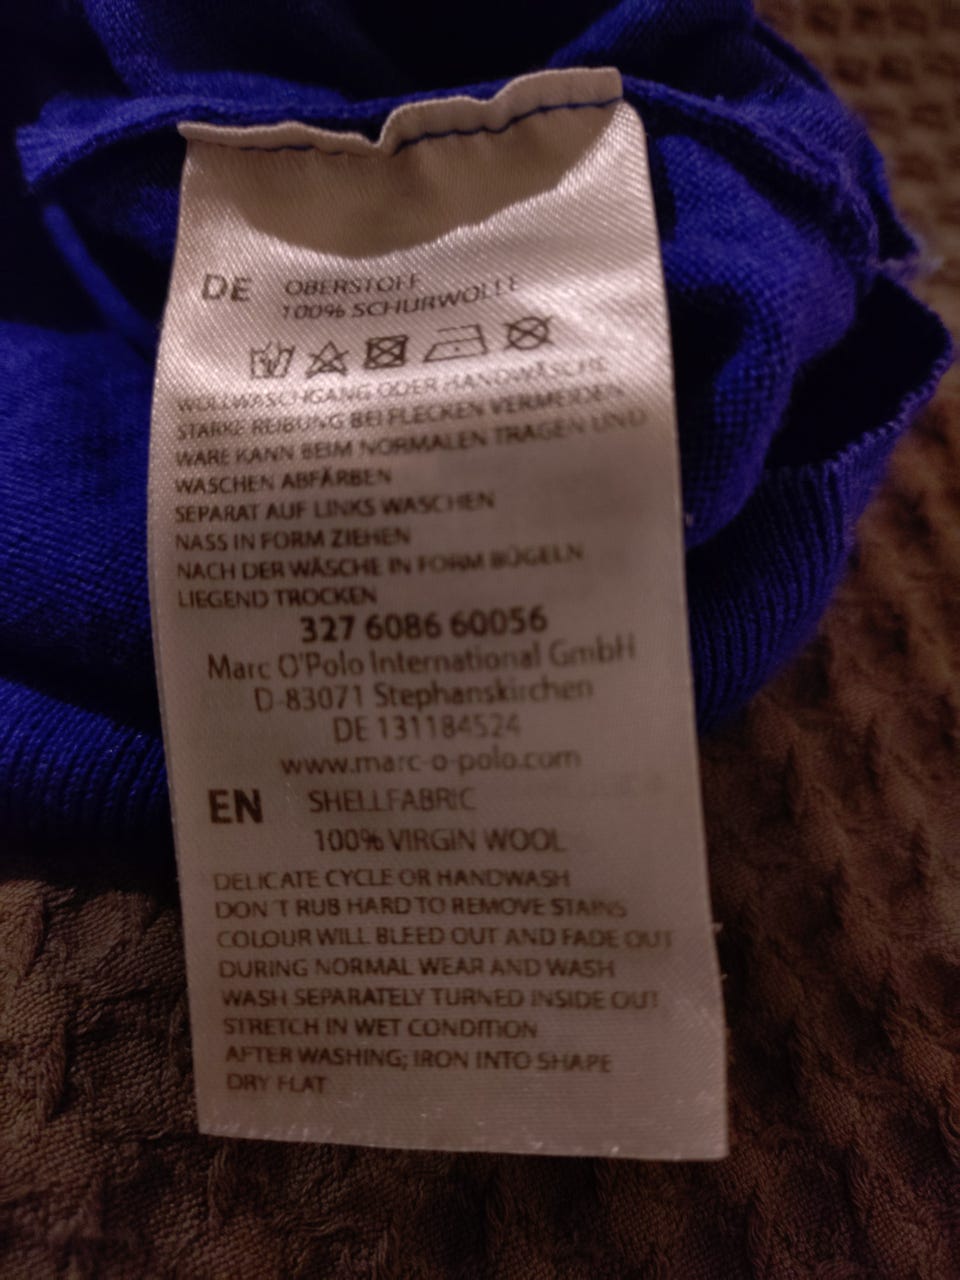 DE OBERSTOFF
100% SCHURWOLLE
WOLLWASCHGANG ODER HANDWÄSCHE
STARKE REIBUNG BEI FLECKEN VERMEIDEN
WARE KANN BEIM NORMALEN TRAGEN UND
WASCHEN ABFÄRBEN
SEPARAT AUF LINKS WASCHEN
NASS IN FORM ZIEHEN
NACH DER WÄSCHE IN FORM BÜGELN
LIEGEND TROCKEN
327 6086 60056
Marc O'Polo International GmbH
D-83071 Stephanskirchen
DE 131184524
www.marc-o-polo.com
EN SHELLFABRIC
100% VIRGIN WOOL
DELICATE CYCLE OR HANDWASH
DON´T RUB HARD TO REMOVE STAINS
COLOUR WILL BLEED OUT AND FADE OUT
DURING NORMAL WEAR AND WASH
WASH SEPARATELY TURNED INSIDE OUT
STRETCH IN WET CONDITION
AFTER WASHING; IRON INTO SHAPE
DRY FLAT